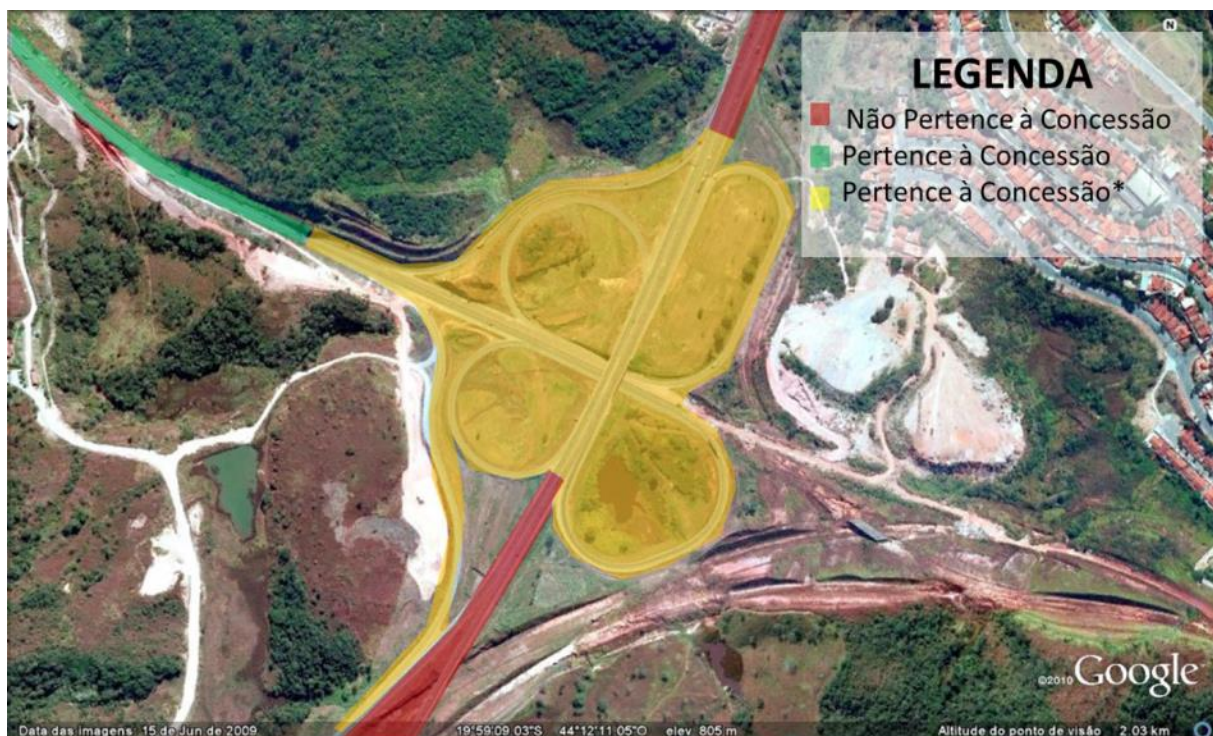 N
LEGENDA
Não Pertence à Concessão
Pertence à Concessão
Pertence à Concessão*
©2010 Google
Data das imagens: 15 de Jun de 2009 19°59'09.03"S 44°12'11.05"O elev 805 m Altitude do ponto de visão 2.03 km